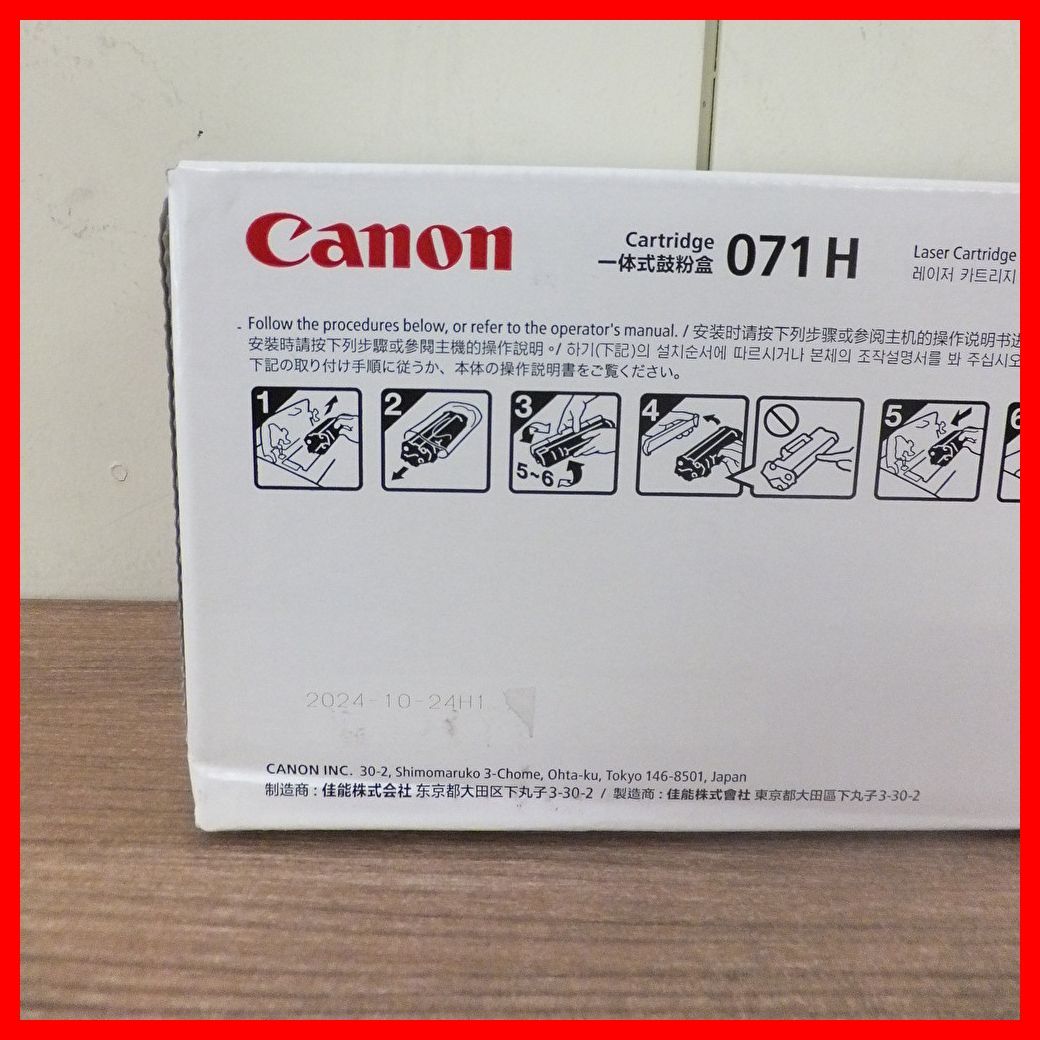 Canon
Cartridge
一体式鼓粉盒
071 H
Laser Cartridge
레이저 카트리지
- Follow the procedures below, or refer to the operator's manual. / 安装时请按下列步骤或参阅主机的操作说明书进
安裝時請按下列步驟或參閱主機的操作說明。/ 하기(下記)의 설치순서에 따르시거나 본체의 조작설명서를 봐 주십시오
下記の取り付け手順に従うか、本体の操作説明書をご覧ください。
1
2
3
5~6
4
5
6
2024-10-24H1
CANON INC. 30-2, Shimomaruko 3-Chome, Ohta-ku, Tokyo 146-8501, Japan
制造商 : 佳能株式会社 东京都大田区下丸子3-30-2 / 製造商 : 佳能株式會社 東京都大田區下丸子3-30-2